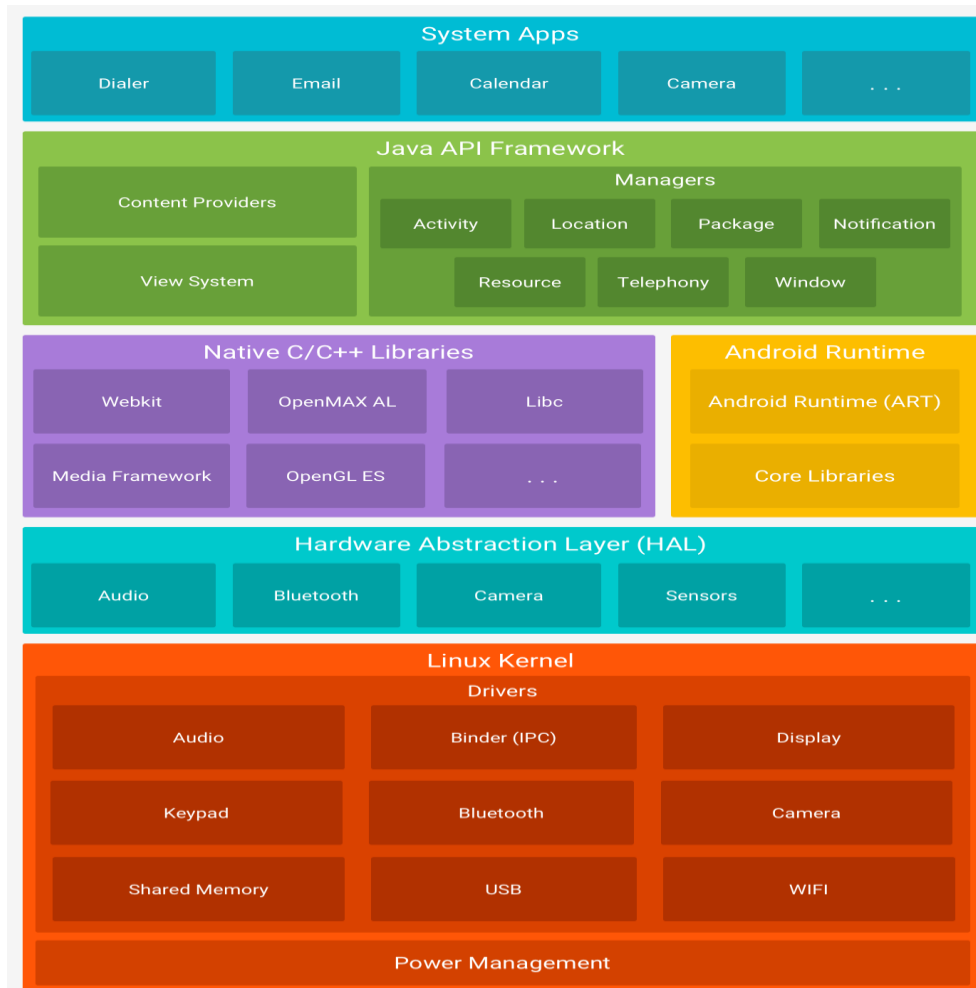 System Apps
Dialer Email Calendar Camera . . .
Java API Framework
Content Providers
View System
Managers
Activity Location Package Notification
Resource Telephony Window
Native C/C++ Libraries
Webkit OpenMAX AL Libc
Media Framework OpenGL ES . . .
Android Runtime
Android Runtime (ART)
Core Libraries
Hardware Abstraction Layer (HAL)
Audio Bluetooth Camera Sensors . . .
Linux Kernel
Drivers
Audio Binder (IPC) Display
Keypad Bluetooth Camera
Shared Memory USB WIFI
Power Management